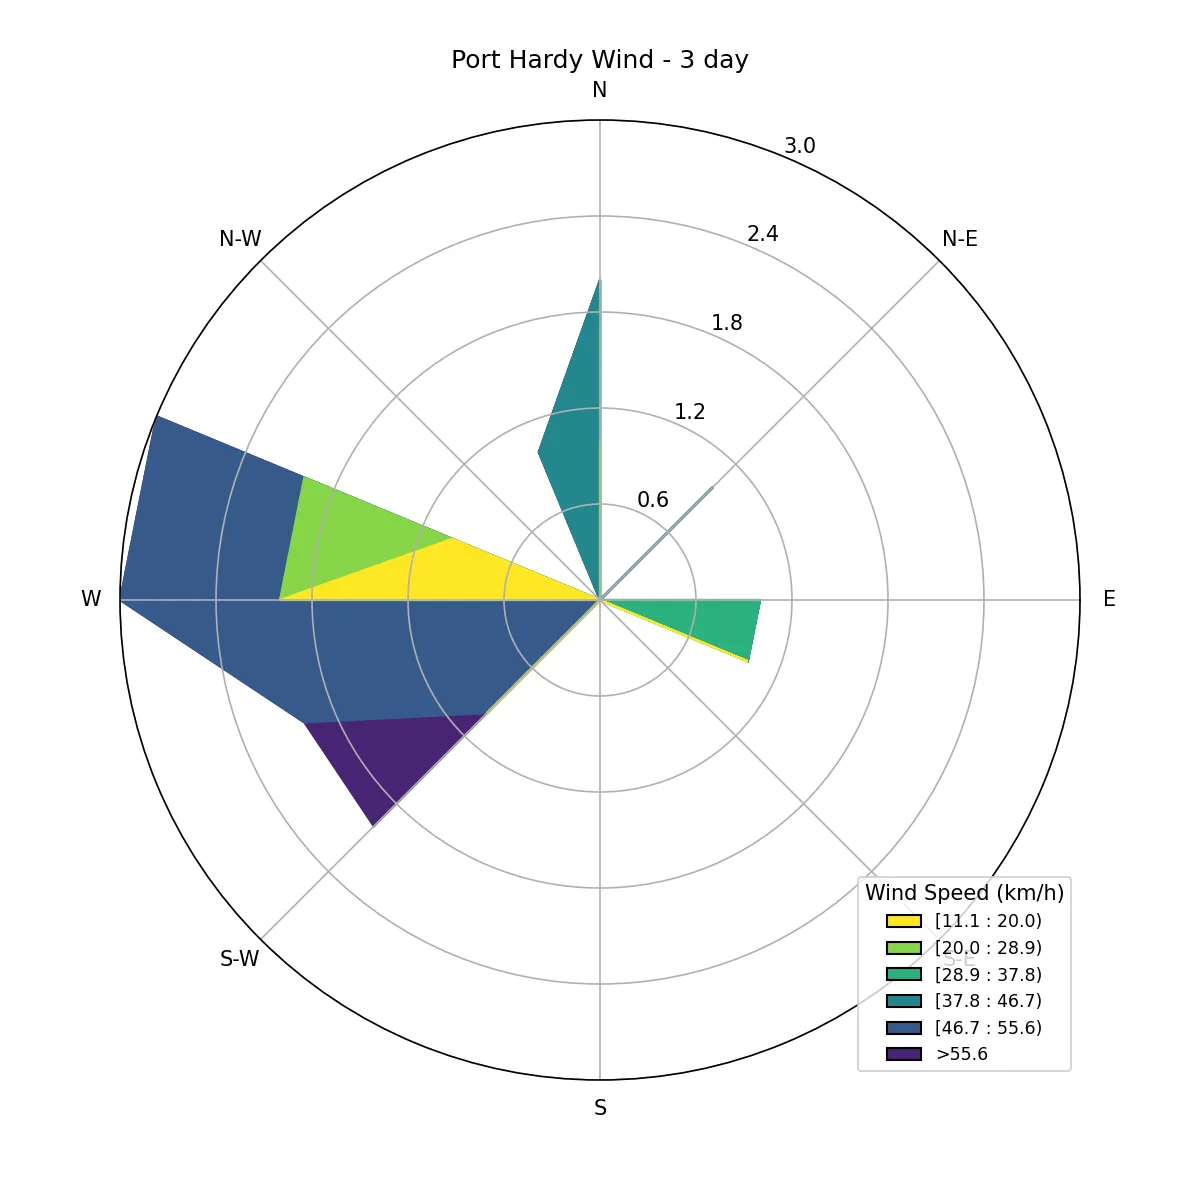 Port Hardy Wind - 3 day
N
3.0
N-W
2.4
N-E
1.8
1.2
0.6
W
E
Wind Speed (km/h)
[11.1 : 20.0)
[20.0 : 28.9)
S-W
S-E
[28.9 : 37.8)
[37.8 : 46.7)
[46.7 : 55.6)
>55.6
S